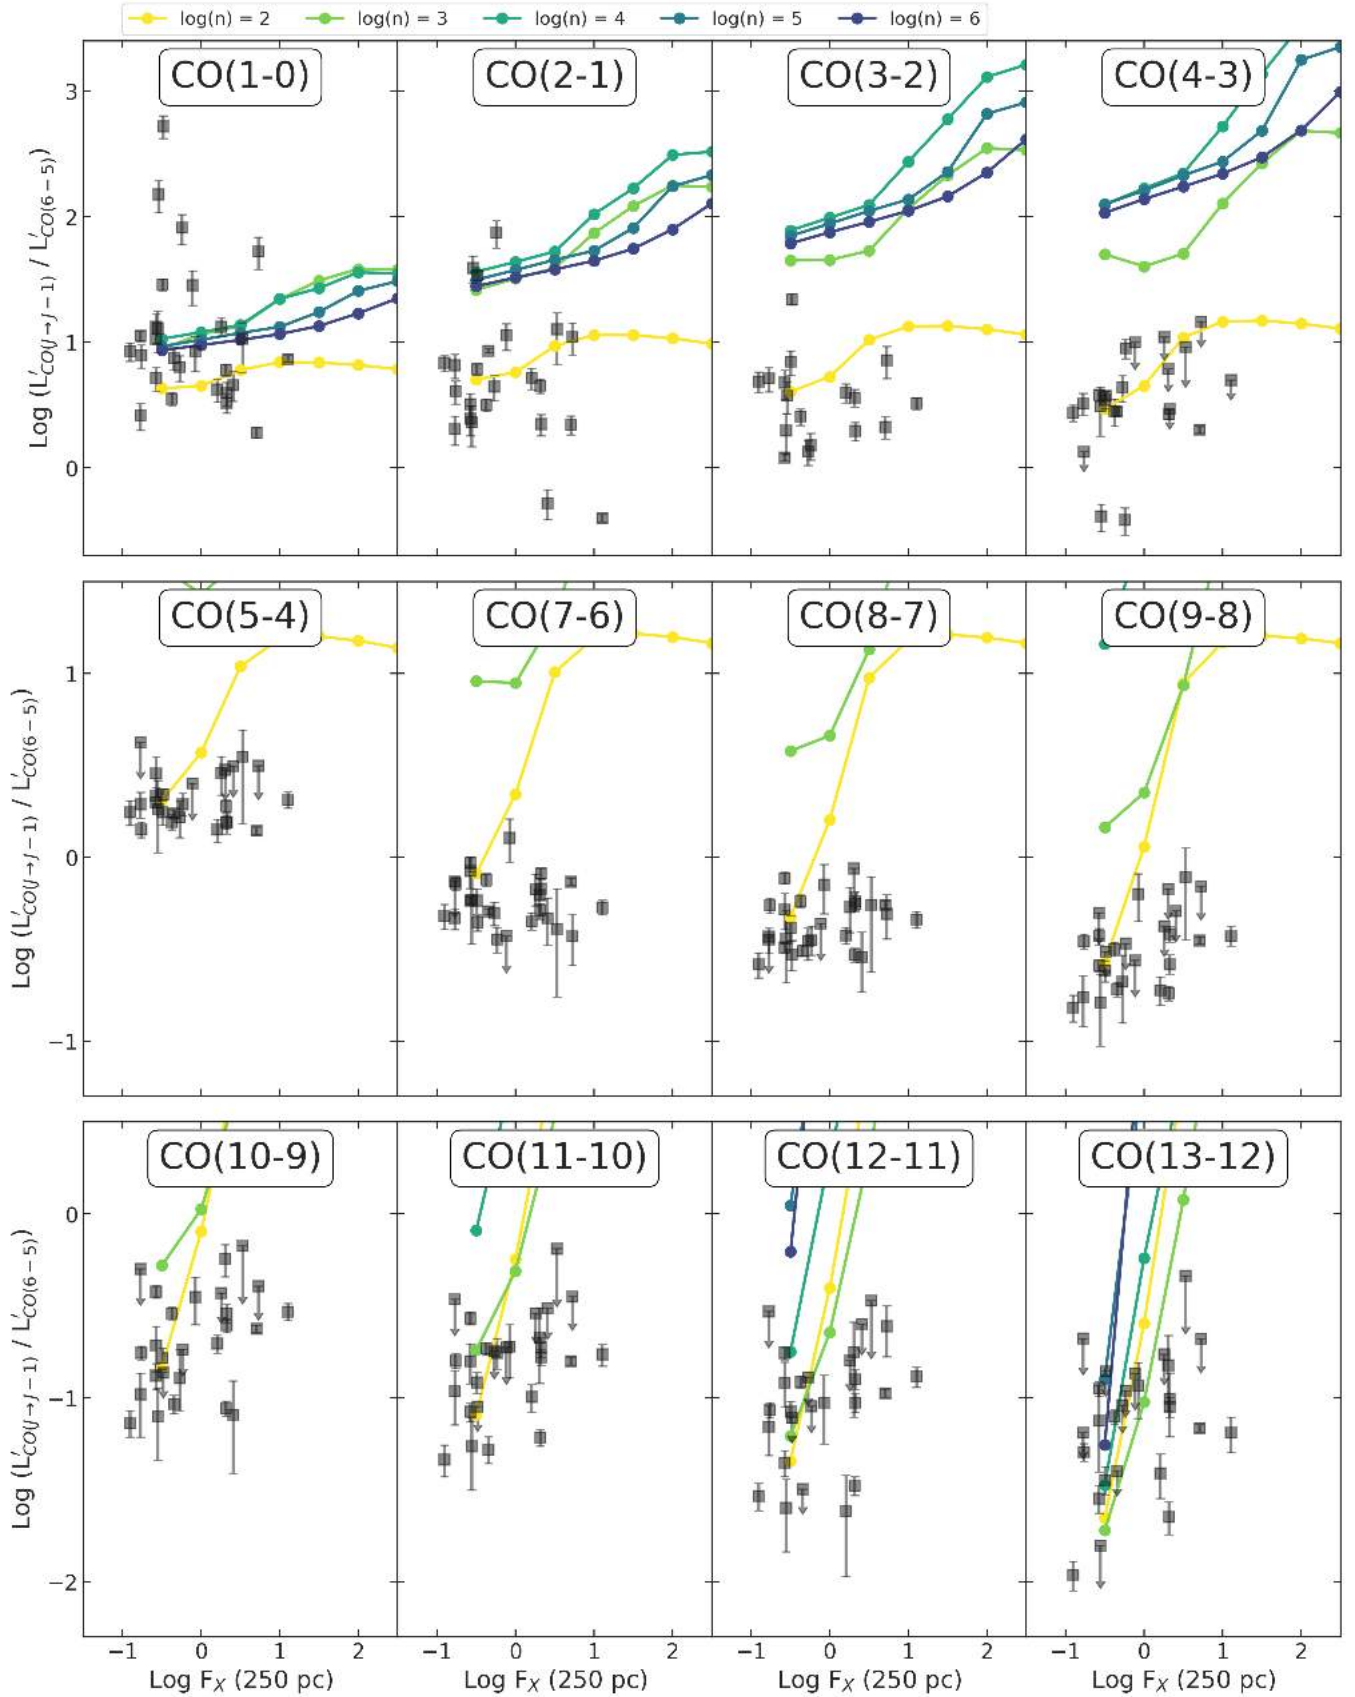 log(n) = 2 log(n) = 3 log(n) = 4 log(n) = 5 log(n) = 6
CO(1-0) CO(2-1) CO(3-2) CO(4-3)
3
2
1
0
Log (L′CO(J→J−1) / L′CO(6−5))
CO(5-4) CO(7-6) CO(8-7) CO(9-8)
1
0
−1
Log (L′CO(J→J−1) / L′CO(6−5))
CO(10-9) CO(11-10) CO(12-11) CO(13-12)
0
−1
−2
Log (L′CO(J→J−1) / L′CO(6−5))
−1 0 1 2 −1 0 1 2 −1 0 1 2 −1 0 1 2
Log FX (250 pc) Log FX (250 pc) Log FX (250 pc) Log FX (250 pc)